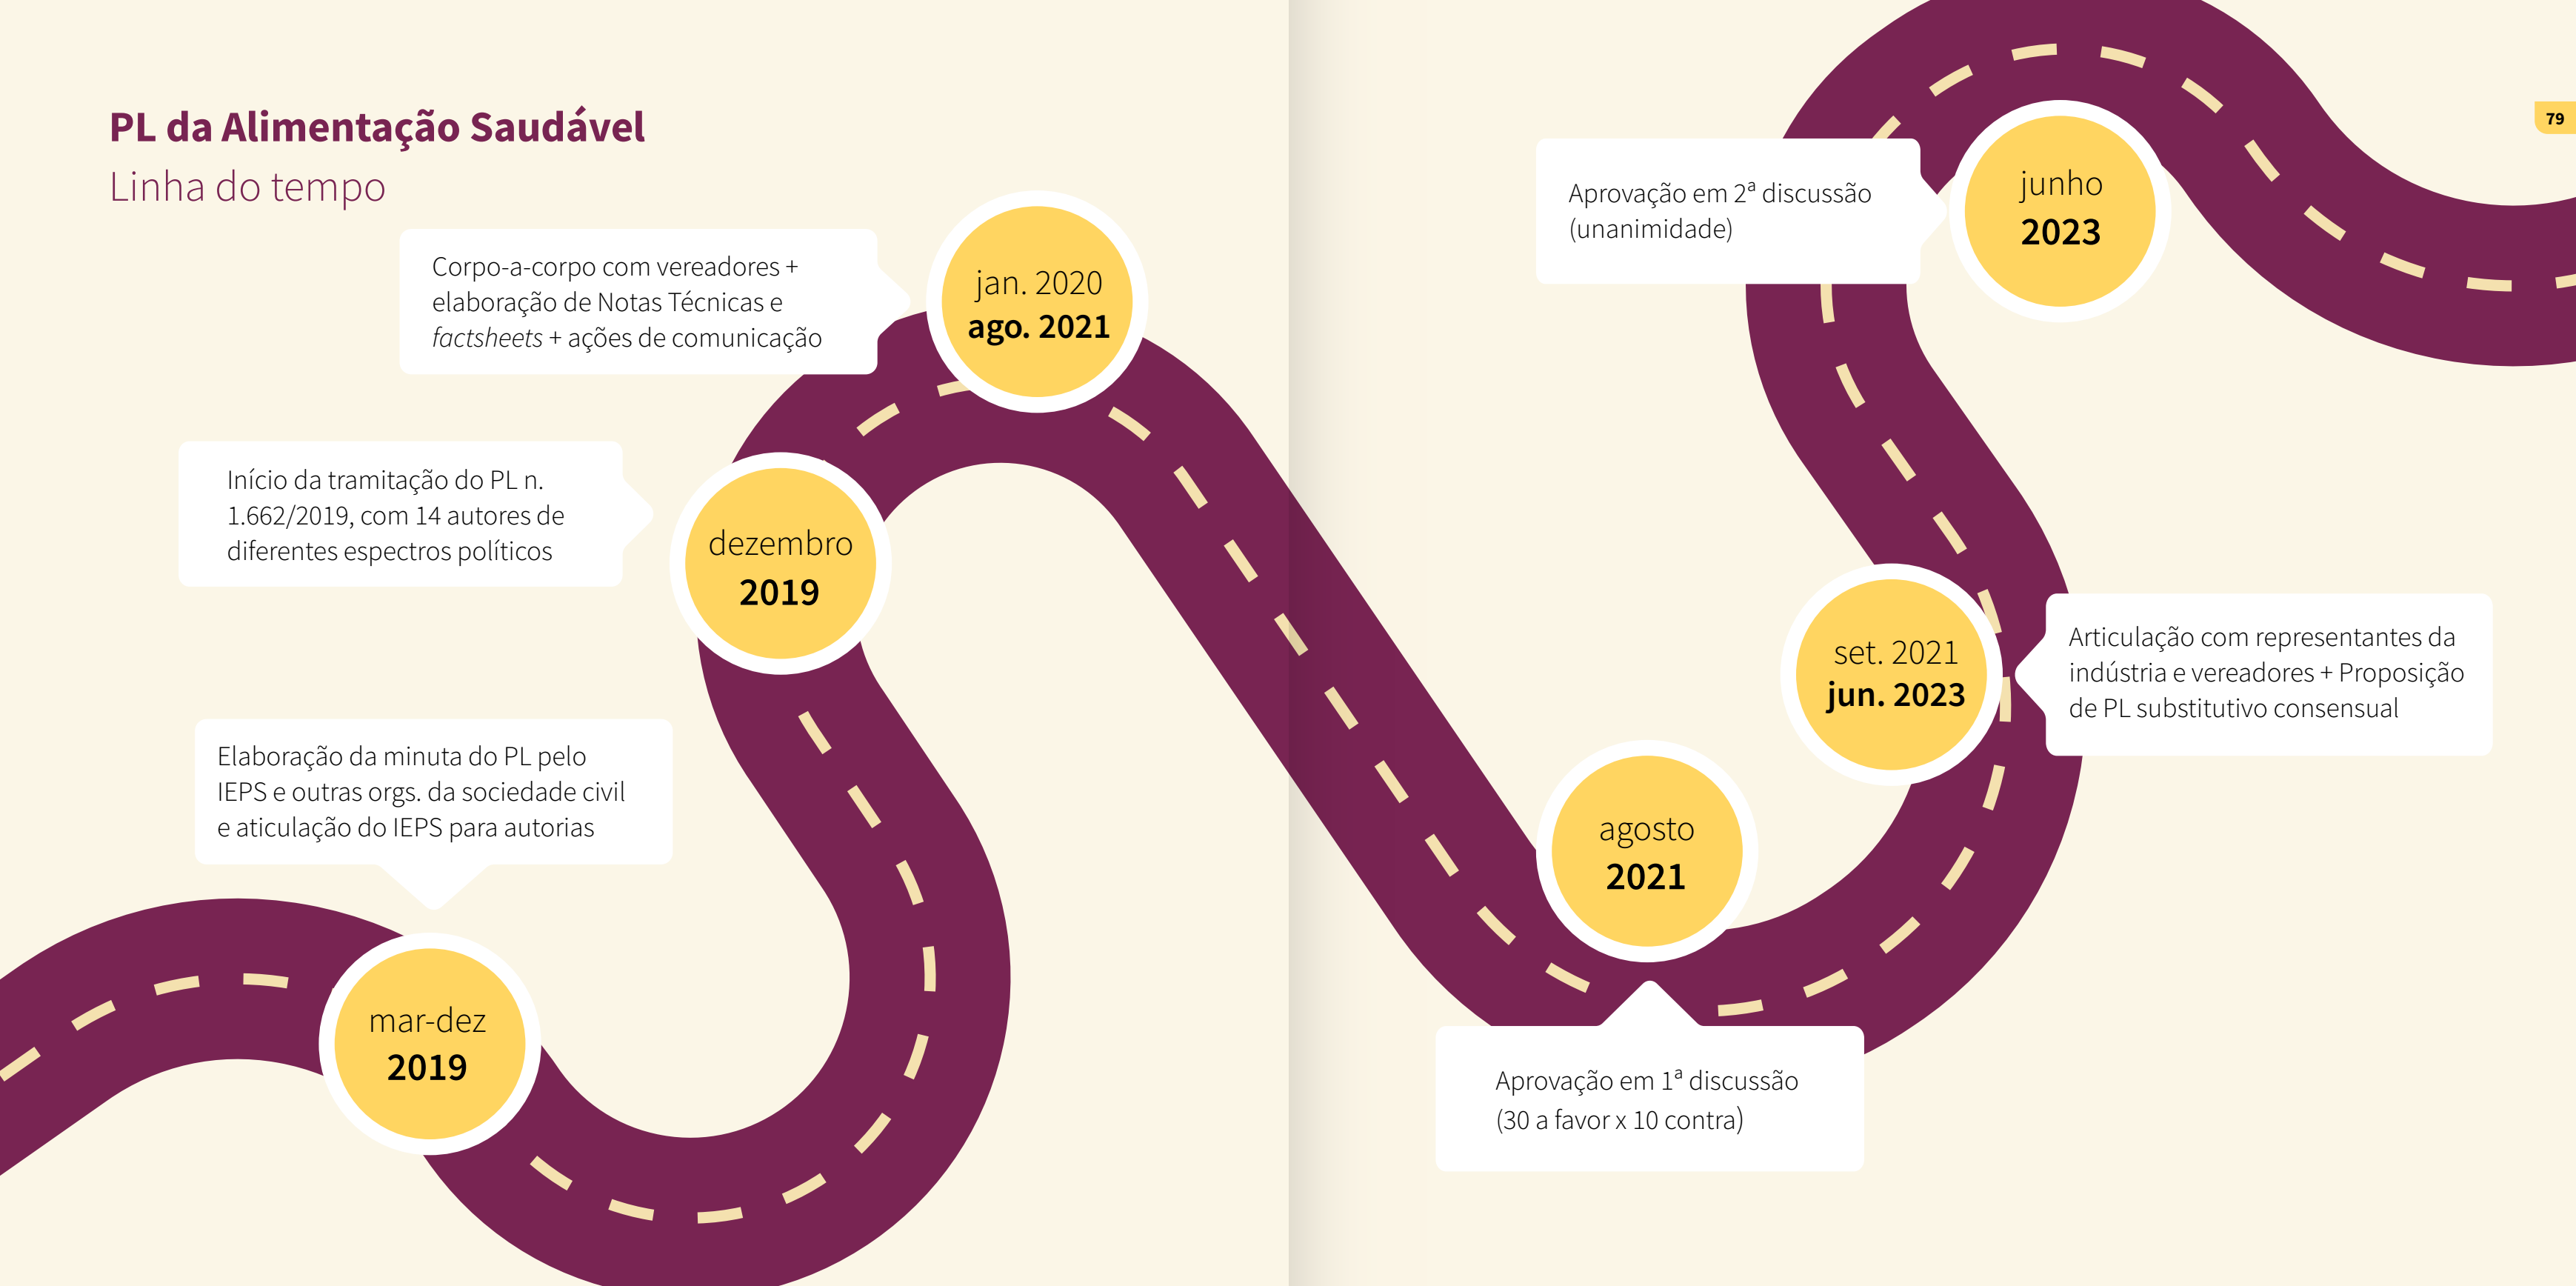 PL da Alimentação Saudável
Linha do tempo
Corpo-a-corpo com vereadores +
elaboração de Notas Técnicas e
factsheets + ações de comunicação
jan. 2020
ago. 2021
Início da tramitação do PL n.
1.662/2019, com 14 autores de
diferentes espectros políticos
dezembro
2019
Elaboração da minuta do PL pelo
IEPS e outras orgs. da sociedade civil
e aticulação do IEPS para autorias
mar-dez
2019
79
Aprovação em 2ª discussão
(unanimidade)
junho
2023
set. 2021
jun. 2023
Articulação com representantes da
indústria e vereadores + Proposição
de PL substitutivo consensual
agosto
2021
Aprovação em 1ª discussão
(30 a favor x 10 contra)